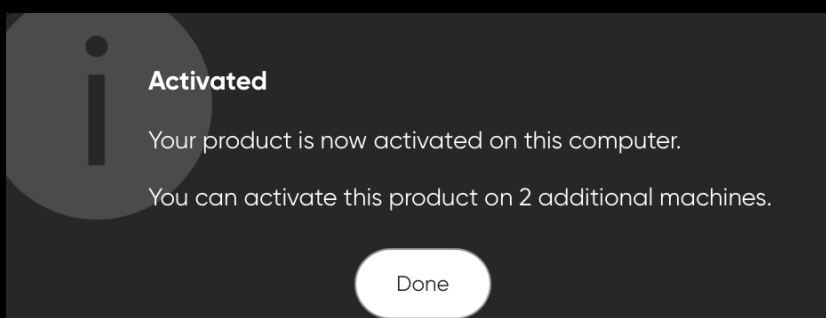 Activated
Your product is now activated on this computer.
You can activate this product on 2 additional machines.
Done